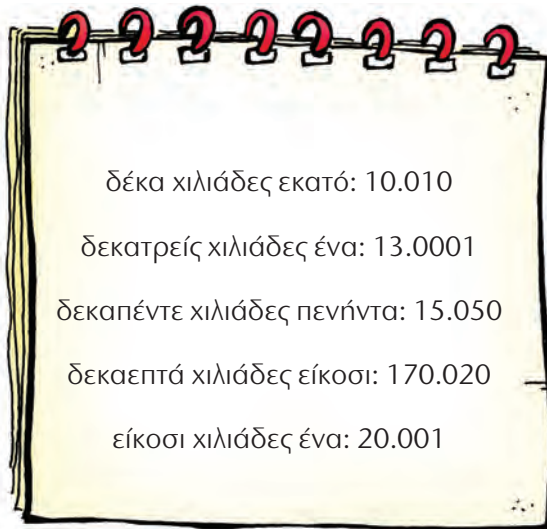 δέκα χιλιάδες εκατό: 10.010
δεκατρείς χιλιάδες ένα: 13.0001
δεκαπέντε χιλιάδες πενήντα: 15.050
δεκαεπτά χιλιάδες είκοσι: 170.020
είκοσι χιλιάδες ένα: 20.001